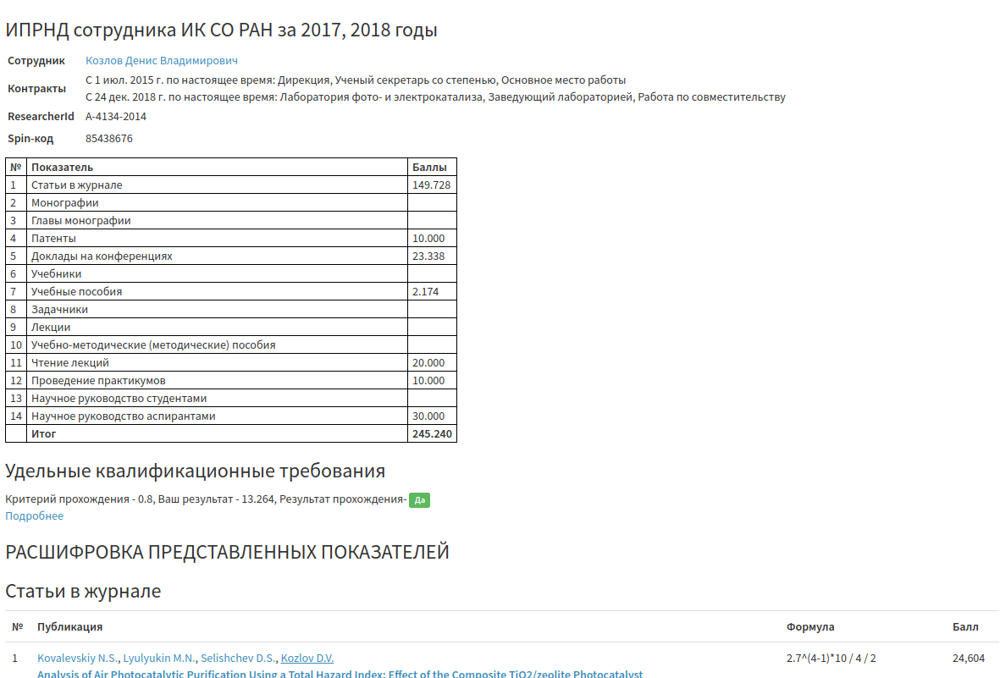 ИПРНД сотрудника ИК СО РАН за 2017, 2018 годы
Сотрудник Козлов Денис Владимирович
Контракты С 1 июл. 2015 г. по настоящее время: Дирекция, Ученый секретарь со степенью, Основное место работы
С 24 дек. 2018 г. по настоящее время: Лаборатория фото- и электрокатализа, Заведующий лабораторией, Работа по совместительству
ResearcherId A-4134-2014
Spin-код 85438676
№ Показатель Баллы
1 Статьи в журнале 149.728
2 Монографии
3 Главы монографии
4 Патенты 10.000
5 Доклады на конференциях 23.338
6 Учебники
7 Учебные пособия 2.174
8 Задачники
9 Лекции
10 Учебно-методические (методические) пособия
11 Чтение лекций 20.000
12 Проведение практикумов 10.000
13 Научное руководство студентами
14 Научное руководство аспирантами 30.000
Итог 245.240
Удельные квалификационные требования
Критерий прохождения - 0.8, Ваш результат - 13.264, Результат прохождения- Да
Подробнее
РАСШИФРОВКА ПРЕДСТАВЛЕННЫХ ПОКАЗАТЕЛЕЙ
Статьи в журнале
№ Публикация Формула Балл
1 Kovalevskiy N.S., Lyulyukin M.N., Selishchev D.S., Kozlov D.V. 2.7^(4-1)*10 / 4 / 2 24,604
Analysis of Air Photocatalytic Purification Using a Total Hazard Index: Effect of the Composite TiO2/zeolite Photocatalyst